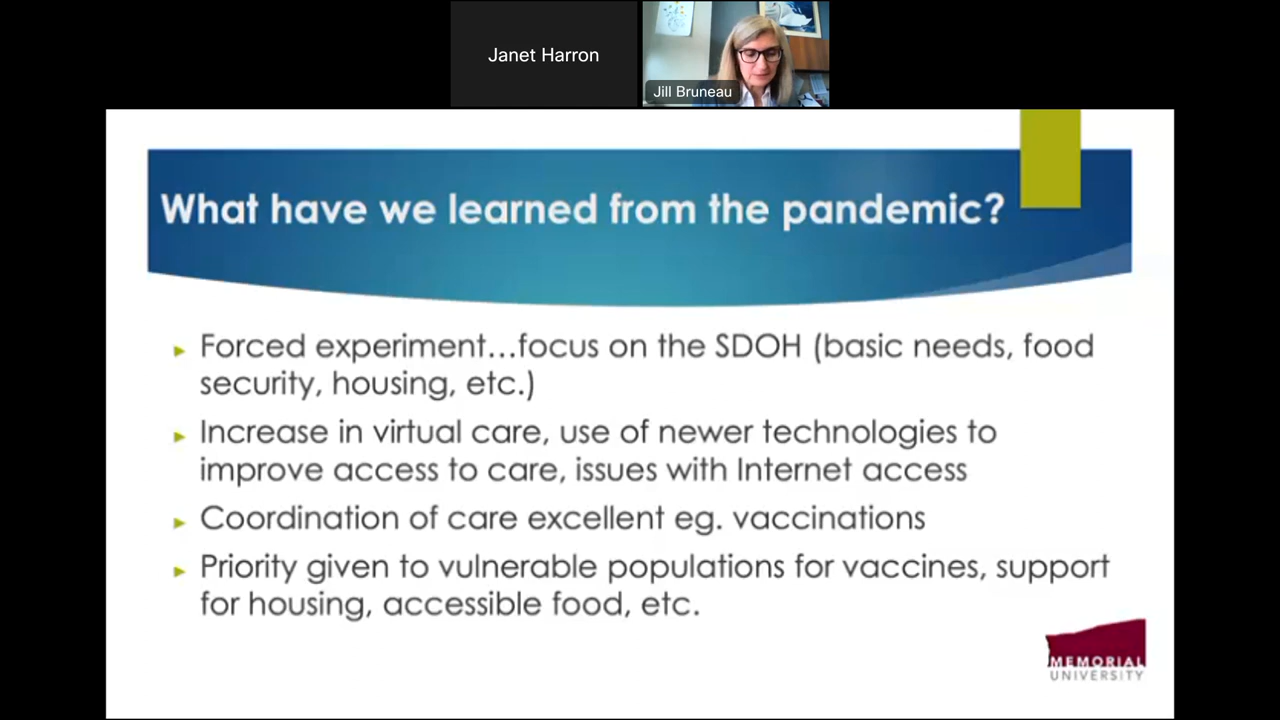 Janet Harron
Jill Bruneau
What have we learned from the pandemic?
Forced experiment...focus on the SDOH (basic needs, food
security, housing, etc.)
Increase in virtual care, use of newer technologies to
improve access to care, issues with Internet access
Coordination of care excellent eg. vaccinations
Priority given to vulnerable populations for vaccines, support
for housing, accessible food, etc.
MEMORIAL
UNIVERSITY